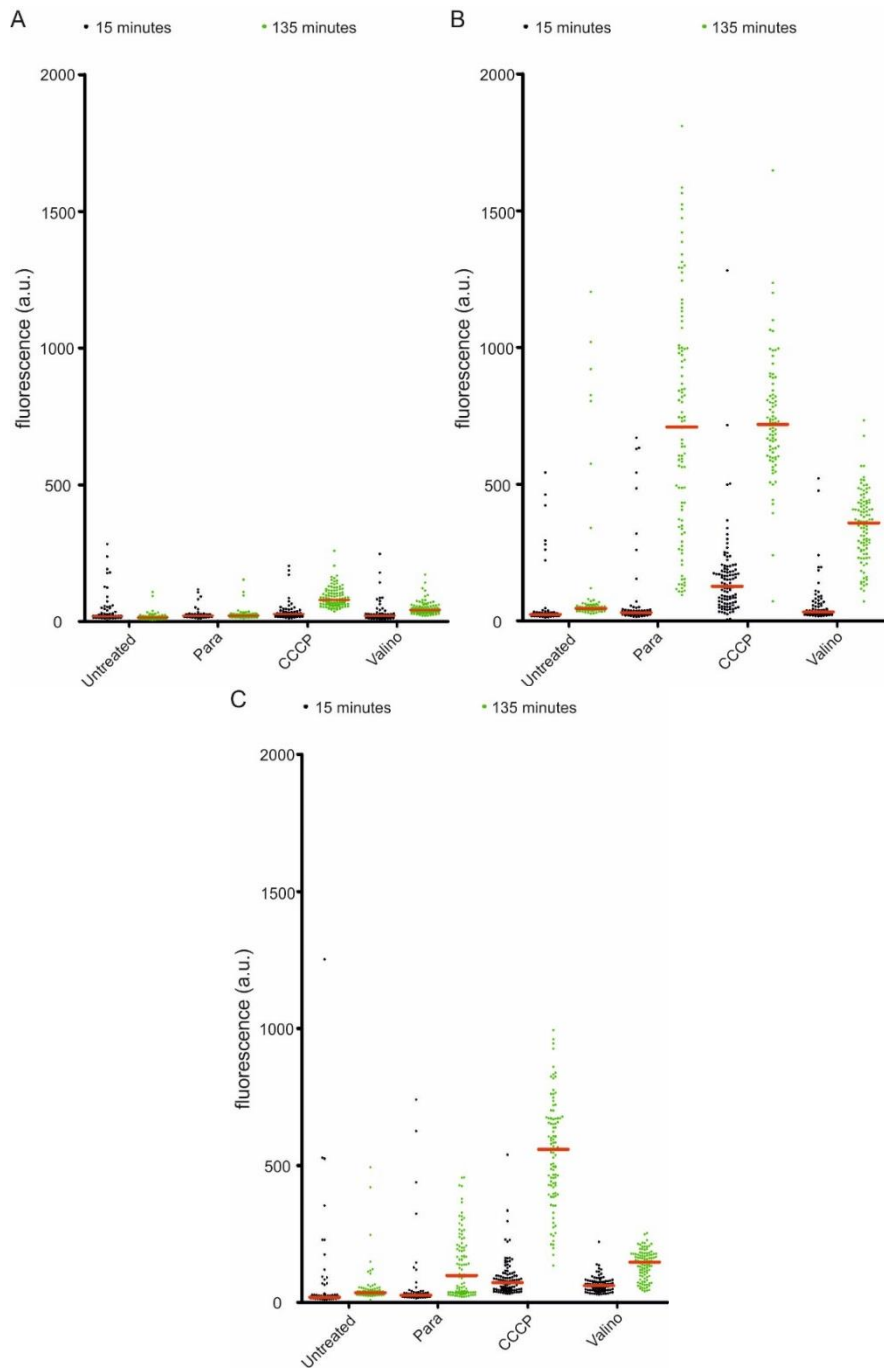 A
15 minutes
135 minutes
2000
1500
1000
500
0
fluorescence (a.u.)
Untreated
Para
CCCP
Valino
B
15 minutes
135 minutes
2000
1500
1000
500
0
fluorescence (a.u.)
Untreated
Para
CCCP
Valino
C
15 minutes
135 minutes
2000
1500
1000
500
0
fluorescence (a.u.)
Untreated
Para
CCCP
Valino